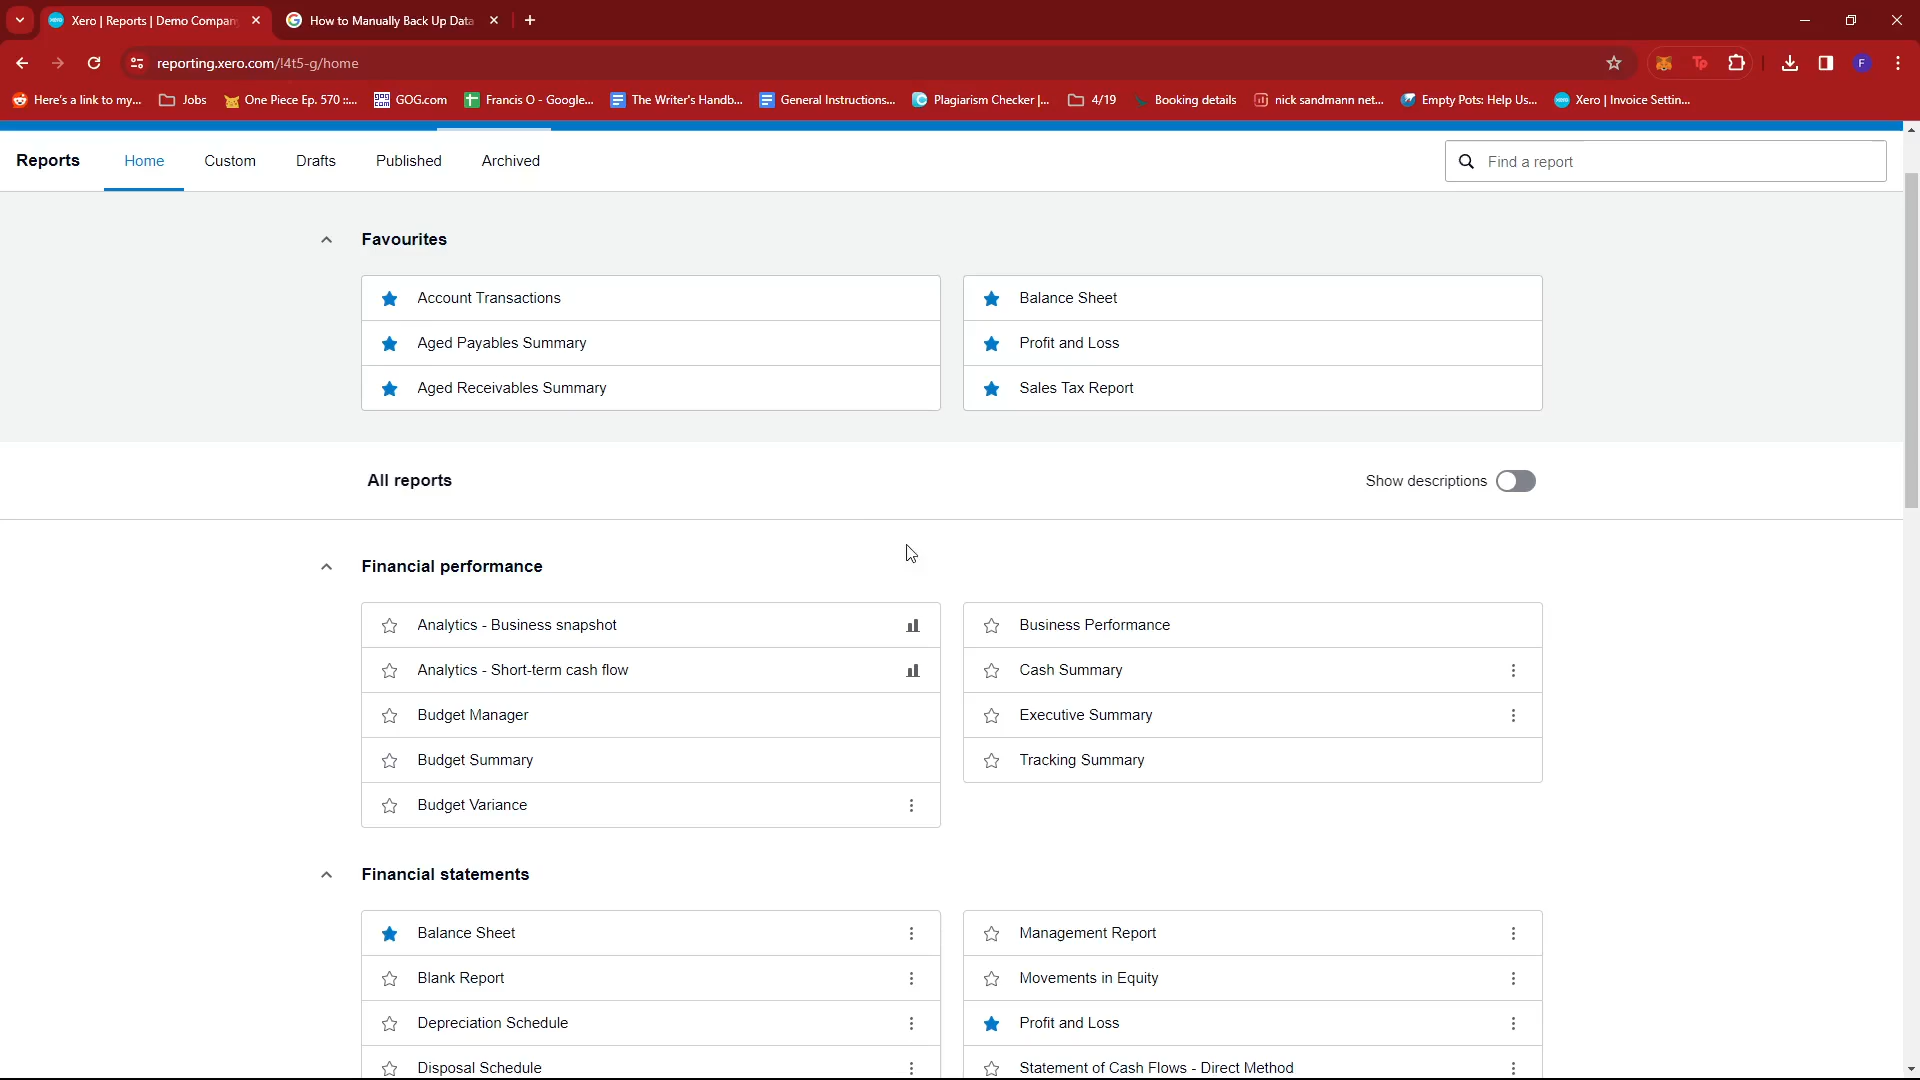 Xero | Reports | Demo Company
How to Manually Back Up Data
reporting.xero.com/!4t5-g/home
Here's a link to my... Jobs One Piece Ep. 570 ::... GOG.com Francis O - Google... The Writer's Handb... General Instructions... Plagiarism Checker |... 4/19 Booking details nick sandmann net... Empty Pots: Help Us... Xero | Invoice Settin...
Reports Home Custom Drafts Published Archived Find a report
Favourites
Account Transactions
Aged Payables Summary
Aged Receivables Summary
Balance Sheet
Profit and Loss
Sales Tax Report
All reports
Show descriptions
Financial performance
Analytics - Business snapshot
Analytics - Short-term cash flow
Budget Manager
Budget Summary
Budget Variance
Business Performance
Cash Summary
Executive Summary
Tracking Summary
Financial statements
Balance Sheet
Blank Report
Depreciation Schedule
Disposal Schedule
Management Report
Movements in Equity
Profit and Loss
Statement of Cash Flows - Direct Method